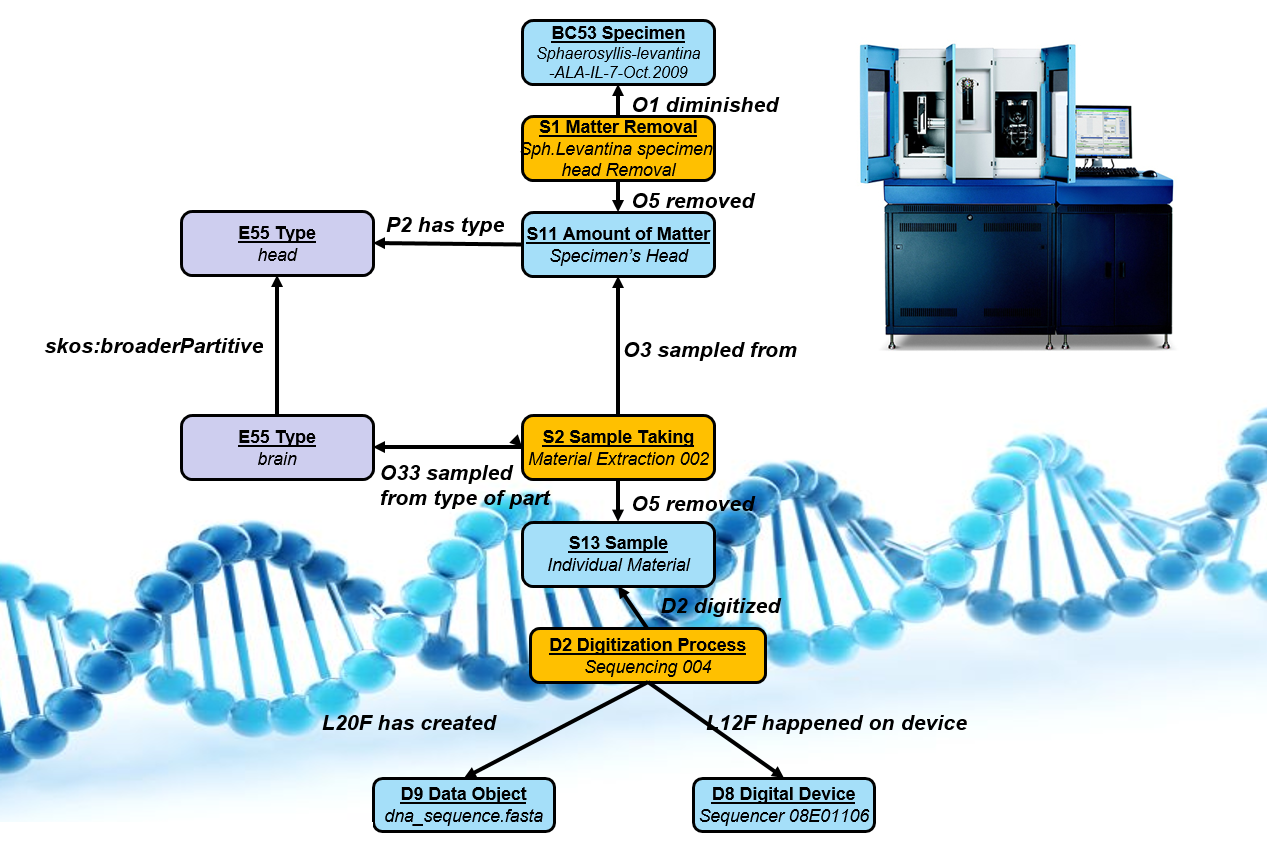 BC53 Specimen
Sphaerosyllis-levantina
-ALA-IL-7-Oct.2009
O1 diminished
S1 Matter Removal
Sph.Levantina specimen
head Removal
O5 removed
E55 Type
head
P2 has type
S11 Amount of Matter
Specimen's Head
skos:broaderPartitive
O3 sampled from
E55 Type
brain
S2 Sample Taking
Material Extraction 002
O33 sampled
from type of part
O5 removed
S13 Sample
Individual Material
D2 digitized
D2 Digitization Process
Sequencing 004
L20F has created
L12F happened on device
D9 Data Object
dna_sequence.fasta
D8 Digital Device
Sequencer 08E01106